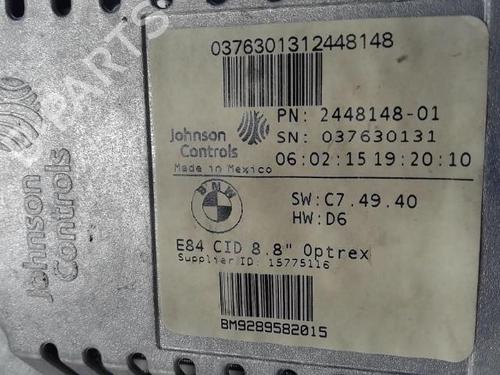 0376301312448148
PN: 2448148-01
Johnson
Controls
SN: 037630131
Made in Mexico
06:02:15 19:20:10
BMW
SW:C7.49.40
HW:D6
E84 CID 8.8" Optrex
Supplier ID: 15775116
BM9289582015
Johnson
Controls
PARTS